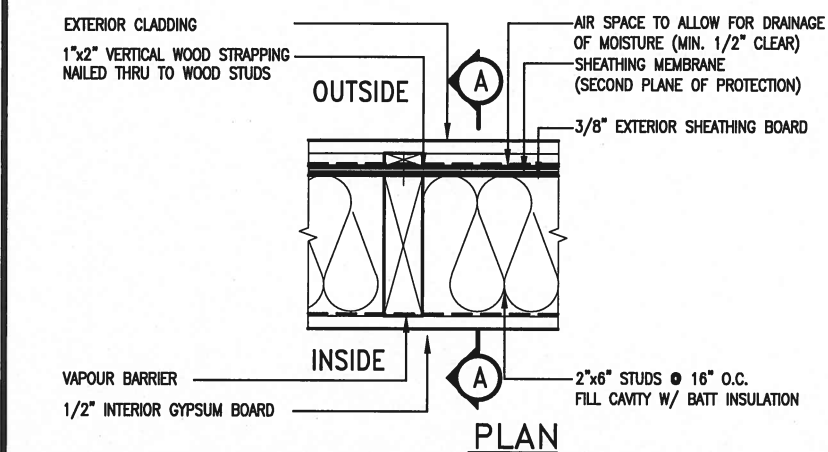 EXTERIOR CLADDING
1"x2" VERTICAL WOOD STRAPPING
NAILED THRU TO WOOD STUDS
OUTSIDE
A
AIR SPACE TO ALLOW FOR DRAINAGE
OF MOISTURE (MIN. 1/2" CLEAR)
SHEATHING MEMBRANE
(SECOND PLANE OF PROTECTION)
3/8" EXTERIOR SHEATHING BOARD
INSIDE
A
VAPOUR BARRIER
1/2" INTERIOR GYPSUM BOARD
2"x6" STUDS @ 16" O.C.
FILL CAVITY W/ BATT INSULATION
PLAN